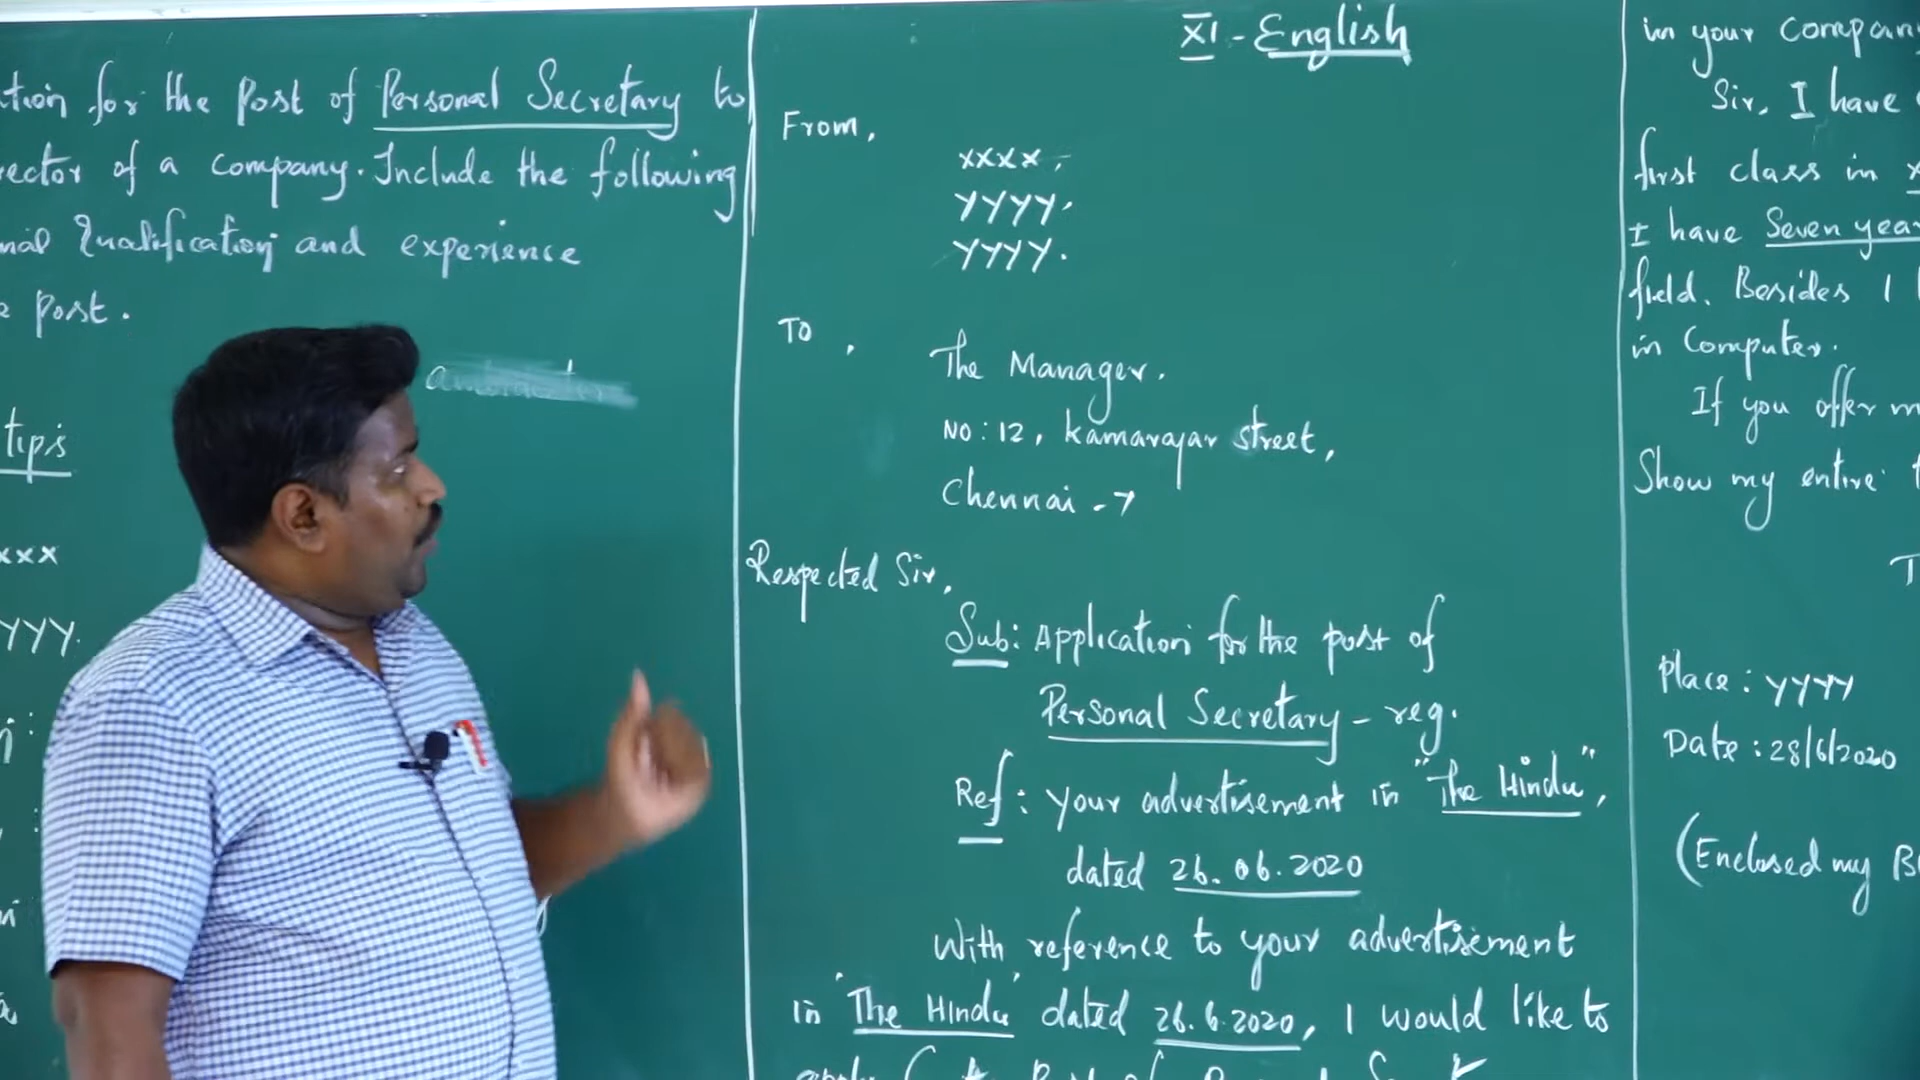 tion for the Post of Personal Secretary to
rector of a company. Include the following
nal Qualification and experience
e post.
tips
xxx
yyy.
XI - English
From,
xxxx,
yyyy,
yyyy.
To,
The Manager.
No: 12, Kamarajar street,
Chennai - 7
Respected Sir,
Sub: Application for the post of
Personal Secretary - reg.
Ref: your advertisement in "The Hindu",
dated 26.06.2020
With reference to your advertisement
in 'The Hindu' dated 26.6.2020, I would like to
in your company
Sir, I have
first class in x
I have Seven year
field. Besides I h
in Computer.
If you offer m
Show my entire t
T
Place: yyyy
Date: 28/6/2020
(Enclosed my B